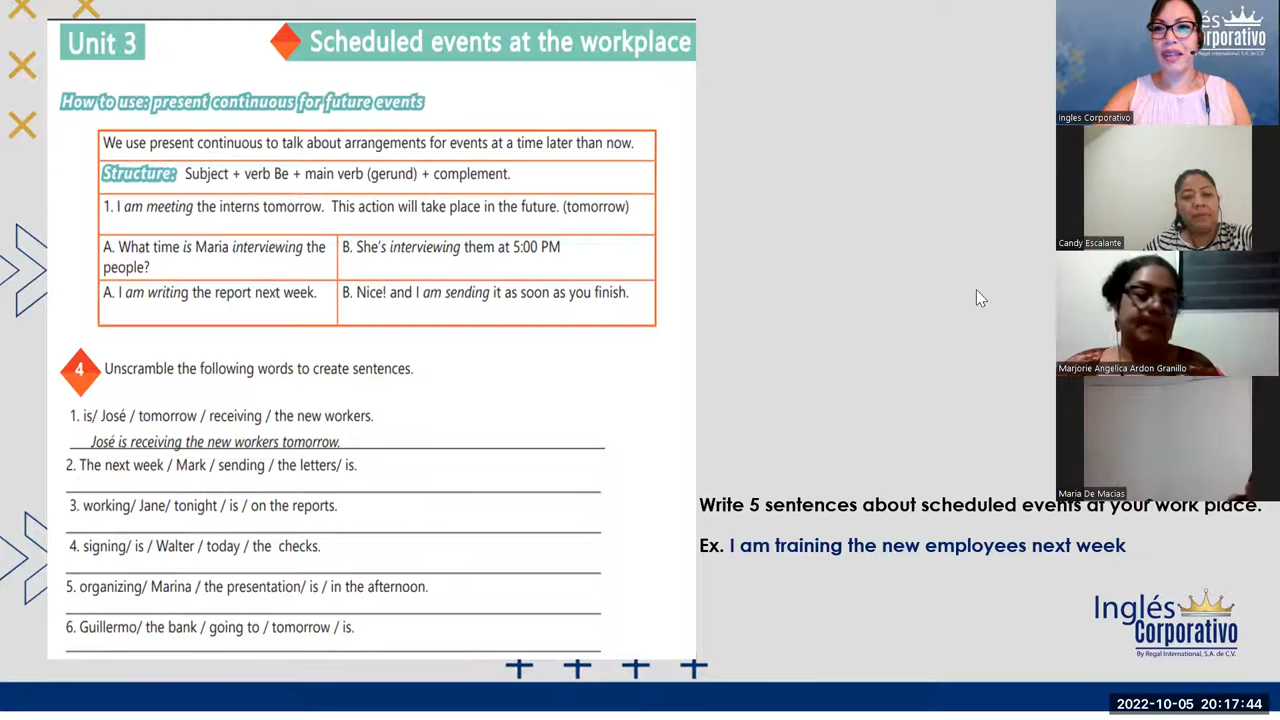 Unit 3
Scheduled events at the workplace
How to use: present continuous for future events
We use present continuous to talk about arrangements for events at a time later than now.
Structure: Subject + verb Be + main verb (gerund) + complement.
1. I am meeting the interns tomorrow. This action will take place in the future. (tomorrow)
A. What time is Maria interviewing the people?
B. She's interviewing them at 5:00 PM
A. I am writing the report next week.
B. Nice! and I am sending it as soon as you finish.
4 Unscramble the following words to create sentences.
1. is/ José / tomorrow / receiving / the new workers.
José is receiving the new workers tomorrow.
2. The next week / Mark / sending / the letters/ is.
3. working/ Jane/ tonight / is / on the reports.
4. signing/ is / Walter / today / the checks.
5. organizing/ Marina / the presentation/ is / in the afternoon.
6. Guillermo/ the bank / going to / tomorrow / is.
Write 5 sentences about scheduled events at your work place.
Ex. I am training the new employees next week
Inglés
Corporativo
By Regal International, S.A. de C.V.
és
orporativo
By Regal International, S.A. de C.V.
Ingles Corporativo
Candy Escalante
Marjorie Angelica Ardon Granillo
Maria De Macias
2022-10-05 20:17:44